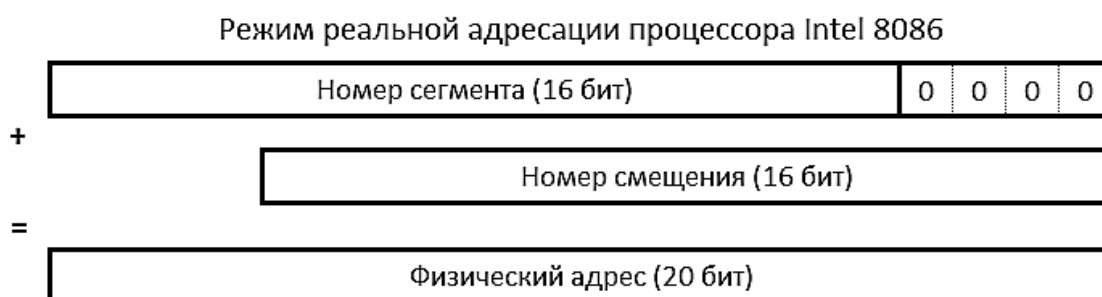 Режим реальной адресации процессора Intel 8086
Номер сегмента (16 бит) 0 0 0 0
+
Номер смещения (16 бит)
=
Физический адрес (20 бит)